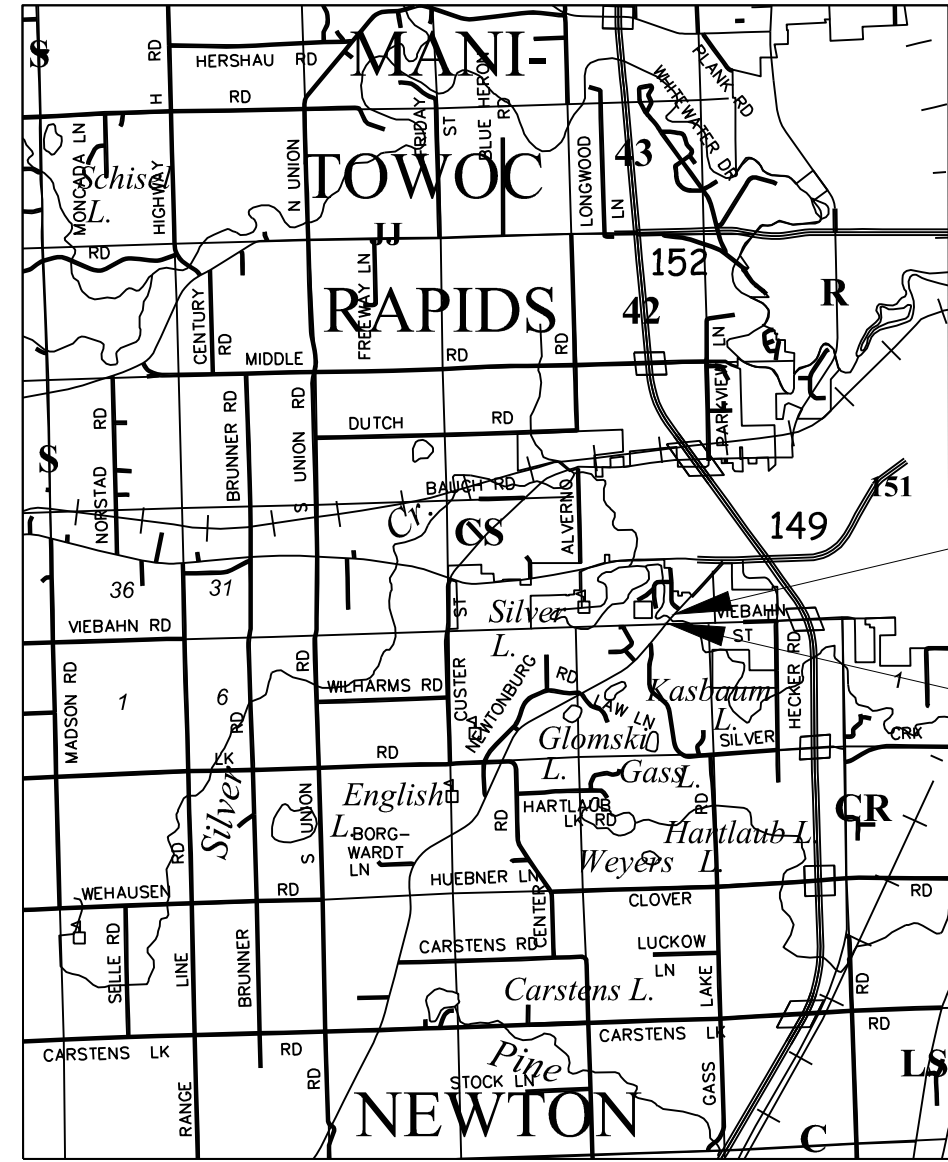 S
RD
HERSHAU RD
MANI-
PLANK RD
H
RD
BLUE HERON
RD
WHITEWATER DR
FRIDAY
ST
MONCADA LN
Schisel
L.
HIGHWAY
N UNION
TOWOC
LONGWOOD
LN
43
JJ
RD
152
FREEWAY LN
RAPIDS
42
R
CENTURY
RD
MIDDLE
RD
RD
PARKVIEW LN
NORSTAD RD
BRUNNER RD
S UNION RD
DUTCH RD
S
BAUCH RD
Cr.
CS
ALVERNO
151
149
36
31
VIEBAHN RD
Silver
L.
ST
VIEBAHN
ST
MADSON RD
1
6
RD
LK
RD
WILHARMS RD
CUSTER
NEWTONBURG
RD
LAW LN
Kasbaum
L.
HECKER RD
1
SILVER
CRK
RD
Glomski
L.
Gass
L.
Silver
S UNION
English
L.
BORG-
WARDT
LN
RD
HARTLAUB
LK RD
RD
Hartlaub L.
CR
Weyers L.
RD
WEHAUSEN
RD
HUEBNER LN
CLOVER
RD
SELLE RD
LINE
BRUNNER
CARSTENS RD
CENTER
LUCKOW
LN
LAKE
RD
Carstens L.
CARSTENS LK
RD
CARSTENS LK
RD
RANGE
RD
Pine
STOCK LN
GASS
LS
NEWTON
C